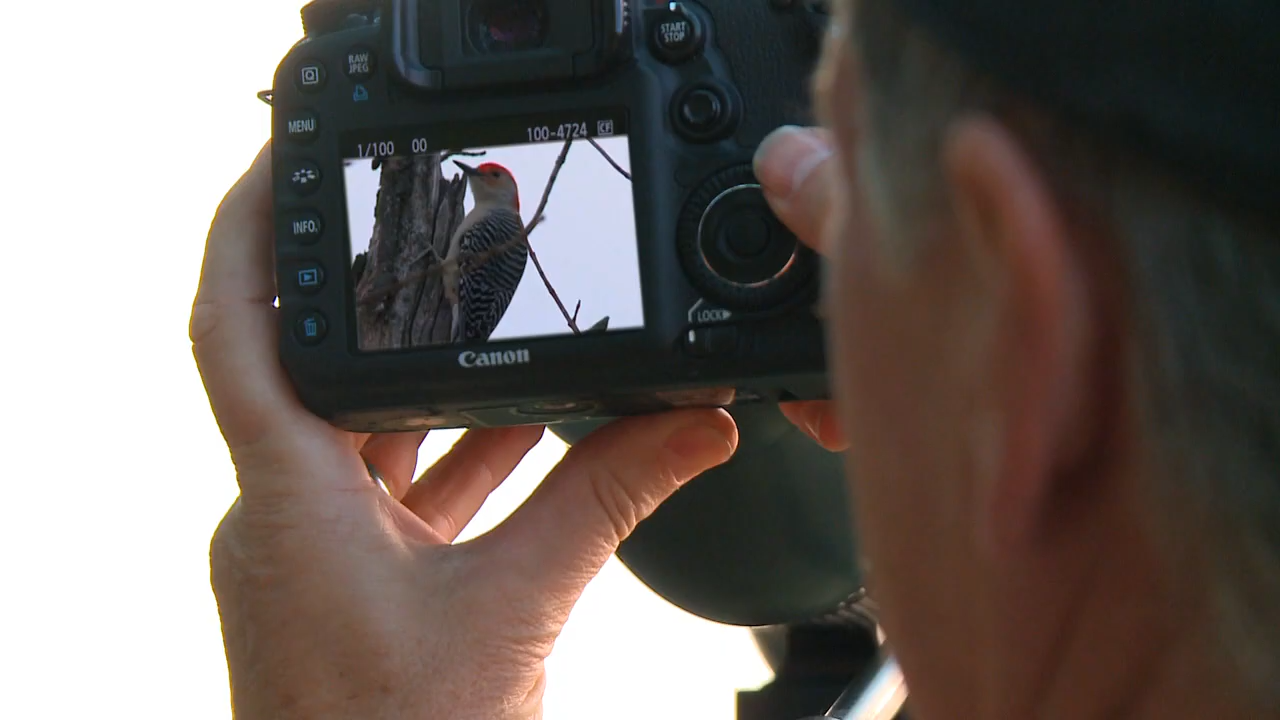 START
STOP
RAW
JPEG
MENU
INFO.
1/100 00 100-4724 CF
LOCK
Canon